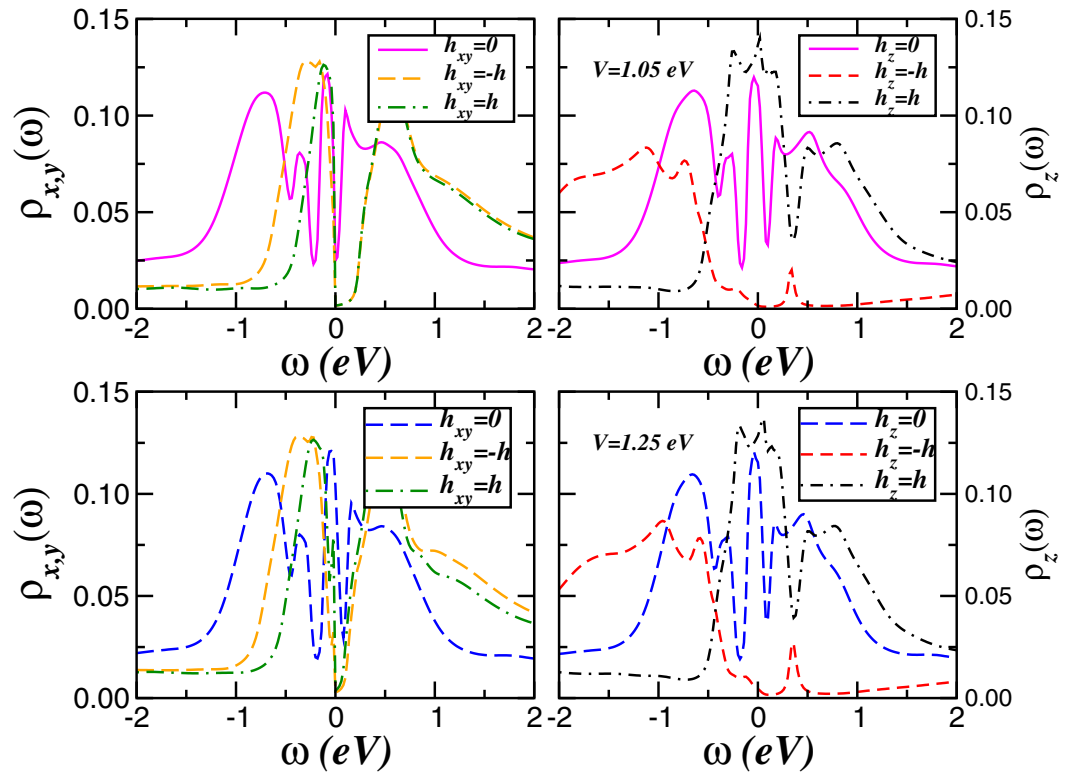 0.15
0.10
0.05
0.00
ρx,y(ω)
hxy=0
hxy=-h
hxy=h
-2 -1 0 1 2
ω (eV)
V=1.05 eV
hz=0
hz=-h
hz=h
0.15
0.10
0.05
0.00
ρz(ω)
-2 -1 0 1 2
ω (eV)
0.15
0.10
0.05
0.00
ρx,y(ω)
hxy=0
hxy=-h
hxy=h
-2 -1 0 1 2
ω (eV)
V=1.25 eV
hz=0
hz=-h
hz=h
0.15
0.10
0.05
0.00
ρz(ω)
-2 -1 0 1 2
ω (eV)